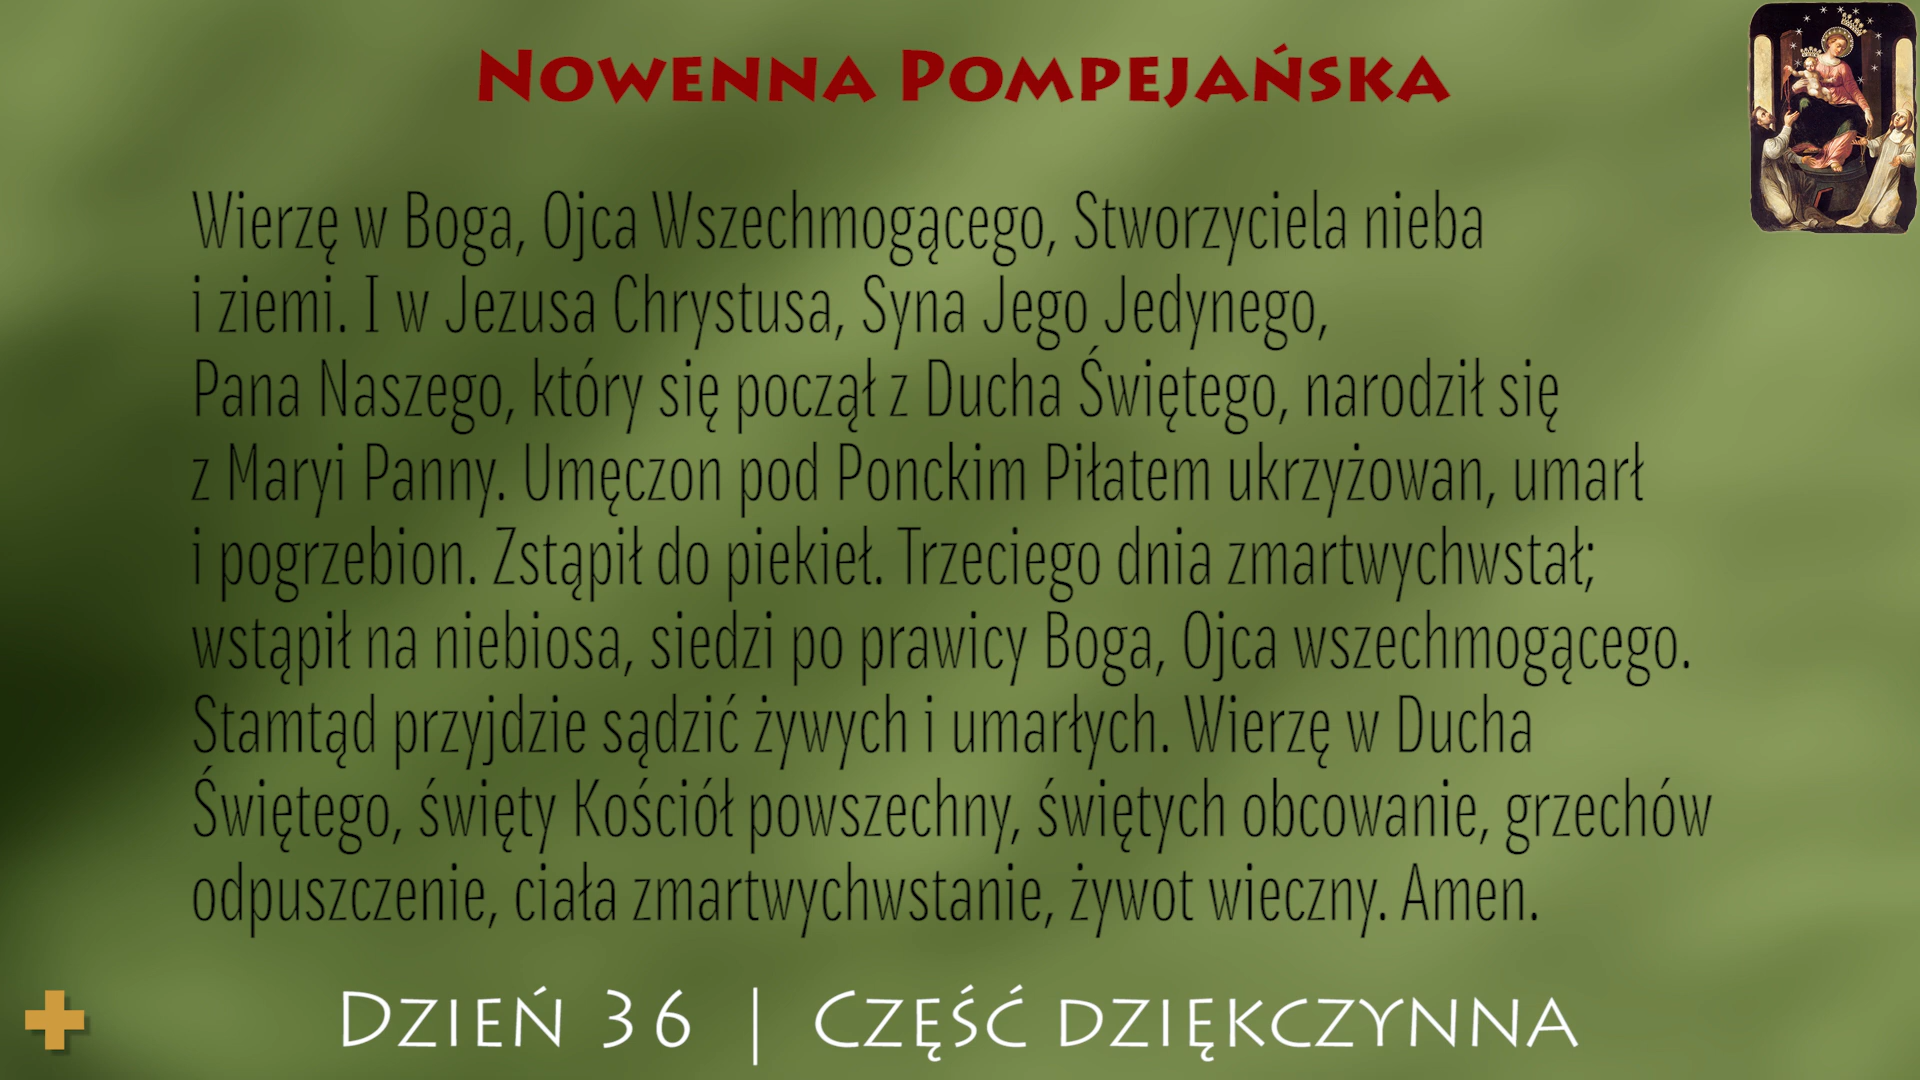 Nowenna Pompejańska
Wierzę w Boga, Ojca Wszechmogącego, Stworzyciela nieba
i ziemi. I w Jezusa Chrystusa, Syna Jego Jedynego,
Pana Naszego, który się począł z Ducha Świętego, narodził się
z Maryi Panny. Umęczon pod Ponckim Piłatem ukrzyżowan, umarł
i pogrzebion. Zstąpił do piekieł. Trzeciego dnia zmartwychwstał;
wstąpił na niebiosa, siedzi po prawicy Boga, Ojca wszechmogącego.
Stamtąd przyjdzie sądzić żywych i umarłych. Wierzę w Ducha
Świętego, święty Kościół powszechny, świętych obcowanie, grzechów
odpuszczenie, ciała zmartwychwstanie, żywot wieczny. Amen.
Dzień 36 | Część dziękczynna